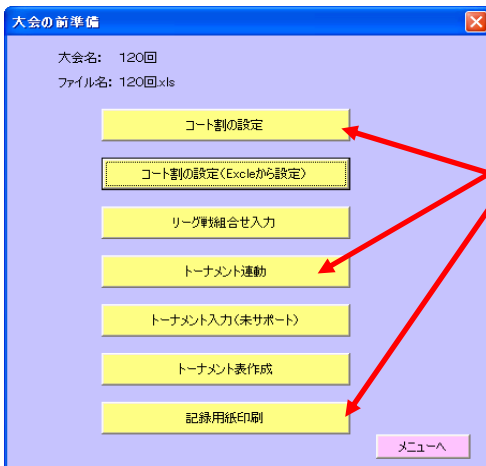 大会の前準備
大会名: 120回
ファイル名: 120回.xls
コート割の設定
コート割の設定(Excleから設定)
リーグ戦組合せ入力
トーナメント連動
トーナメント入力(未サポート)
トーナメント表作成
記録用紙印刷
メニューへ